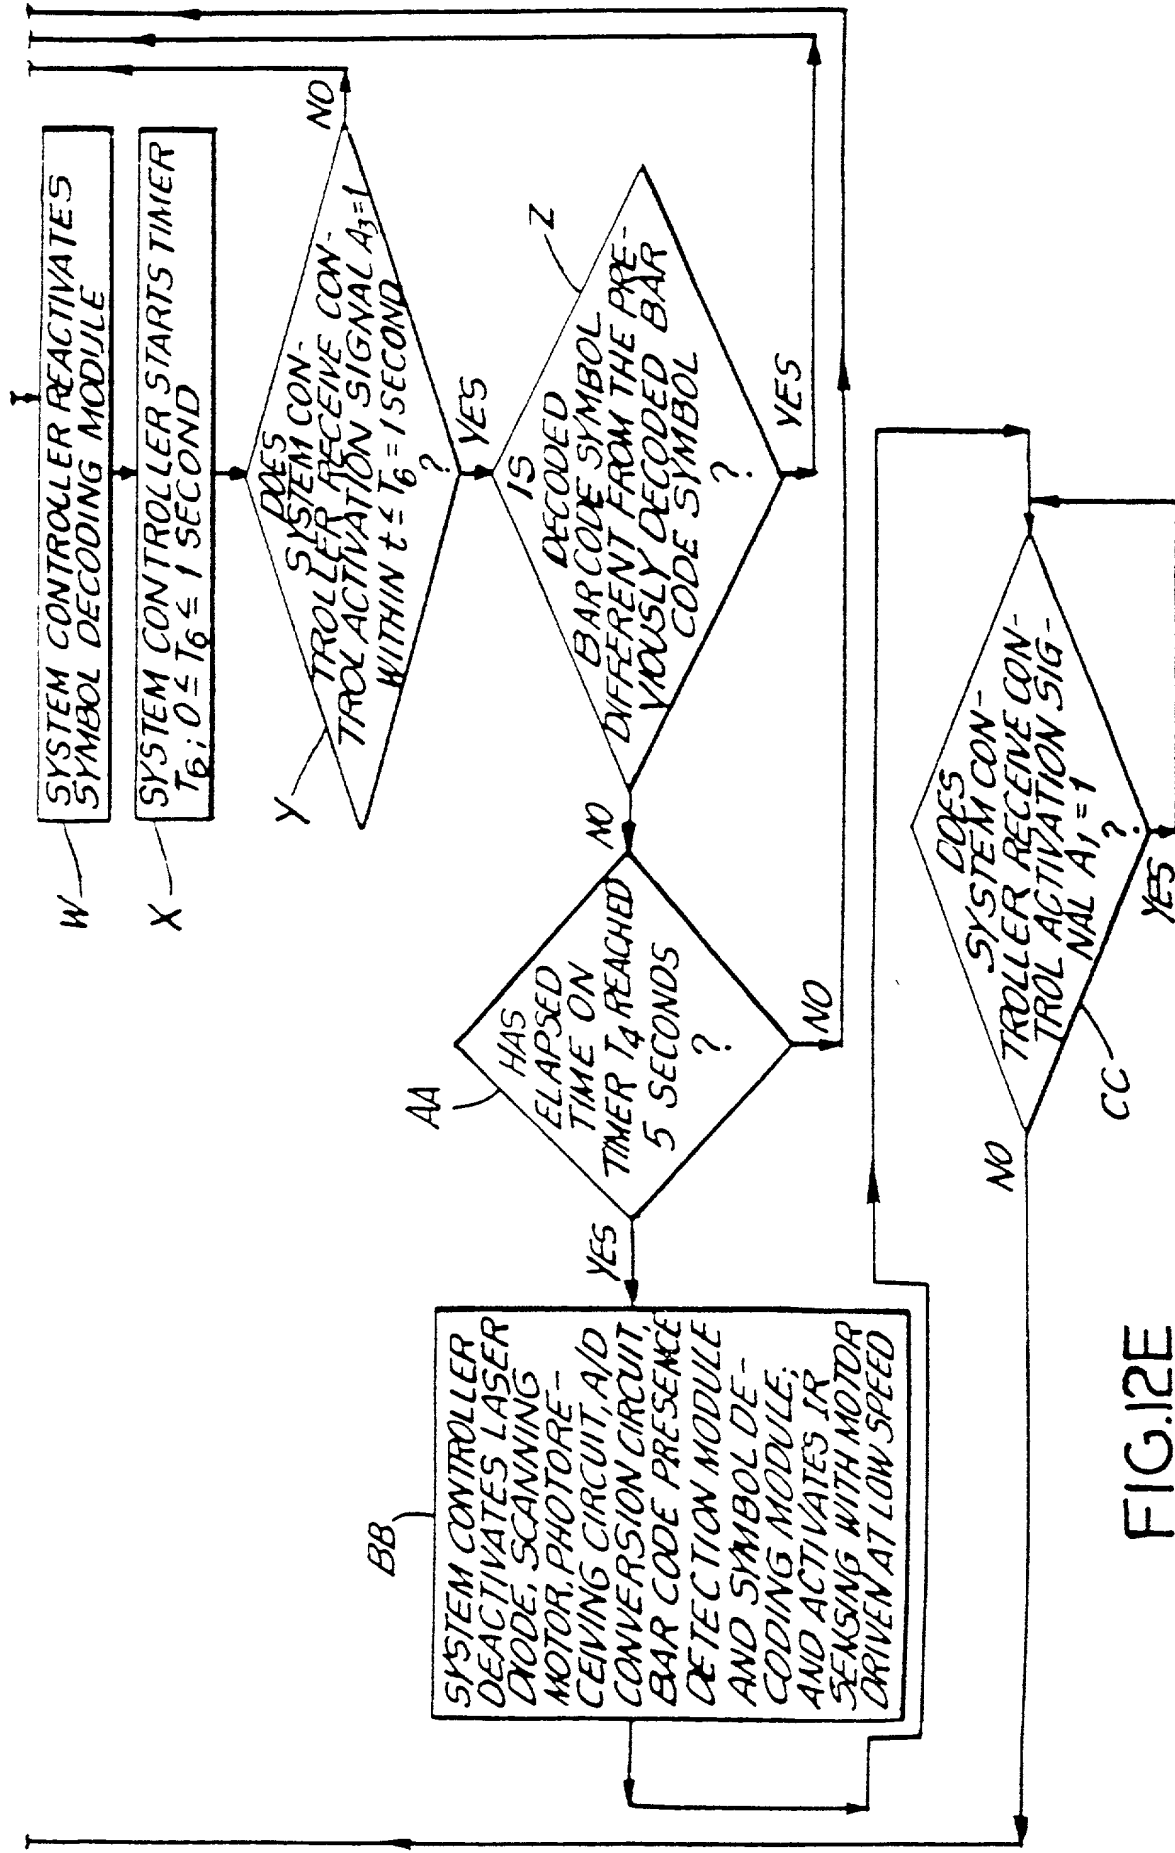 W
SYSTEM CONTROLLER REACTIVATES
SYMBOL DECODING MODULE
X
SYSTEM CONTROLLER STARTS TIMER
T6; 0 ≤ T6 ≤ 1 SECOND
Y
DOES
SYSTEM CON-
TROLLER RECEIVE CON-
TROL ACTIVATION SIGNAL A3=1
WITHIN t ≤ T6 = 1 SECOND
?
NO
YES
Z
IS
DECODED
BAR CODE SYMBOL
DIFFERENT FROM THE PRE-
VIOUSLY DECODED BAR
CODE SYMBOL
?
NO
YES
AA
HAS
ELAPSED
TIME ON
TIMER T4 REACHED
5 SECONDS
?
YES
NO
BB
SYSTEM CONTROLLER
DEACTIVATES LASER
DIODE, SCANNING
MOTOR, PHOTORE-
CEIVING CIRCUIT, A/D
CONVERSION CIRCUIT,
BAR CODE PRESENCE
DETECTION MODULE
AND SYMBOL DE-
CODING MODULE;
AND ACTIVATES IR
SENSING WITH MOTOR
DRIVEN AT LOW SPEED
CC
DOES
SYSTEM CON-
TROLLER RECEIVE CON-
TROL ACTIVATION SIG-
NAL A1 = 1
?
NO
YES
FIG.12E